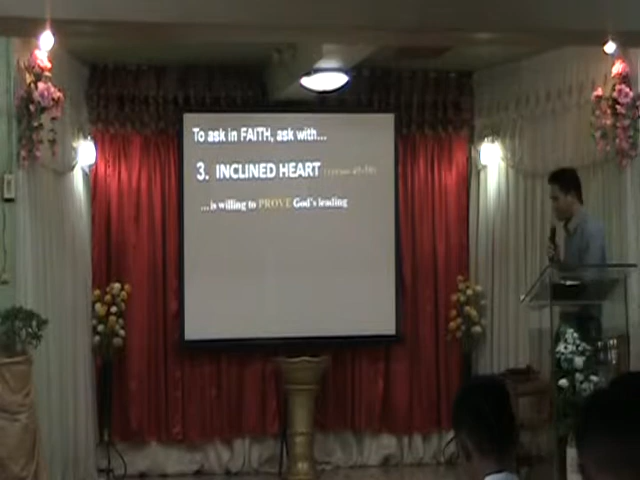 To ask in FAITH, ask with...
3. INCLINED HEART
...is willing to PROVE God's leading